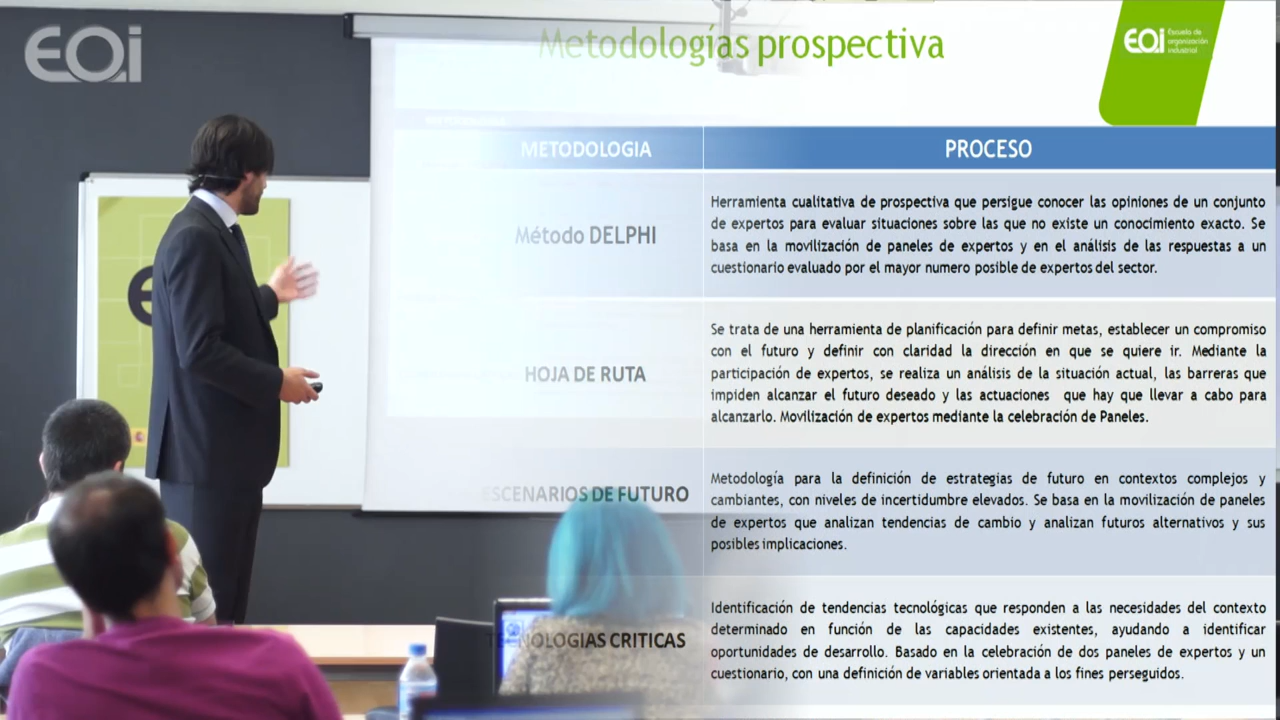 EOi
Metodologías prospectiva
EOi Escuela de
organización
industrial
METODOLOGIA
PROCESO
Método DELPHI
Herramienta cualitativa de prospectiva que persigue conocer las opiniones de un conjunto
de expertos para evaluar situaciones sobre las que no existe un conocimiento exacto. Se
basa en la movilización de paneles de expertos y en el análisis de las respuestas a un
cuestionario evaluado por el mayor numero posible de expertos del sector.
HOJA DE RUTA
Se trata de una herramienta de planificación para definir metas, establecer un compromiso
con el futuro y definir con claridad la dirección en que se quiere ir. Mediante la
participación de expertos, se realiza un análisis de la situación actual, las barreras que
impiden alcanzar el futuro deseado y las actuaciones que hay que llevar a cabo para
alcanzarlo. Movilización de expertos mediante la celebración de Paneles.
ESCENARIOS DE FUTURO
Metodología para la definición de estrategias de futuro en contextos complejos y
cambiantes, con niveles de incertidumbre elevados. Se basa en la movilización de paneles
de expertos que analizan tendencias de cambio y analizan futuros alternativos y sus
posibles implicaciones.
TECNOLOGIAS CRITICAS
Identificación de tendencias tecnológicas que responden a las necesidades del contexto
determinado en función de las capacidades existentes, ayudando a identificar
oportunidades de desarrollo. Basado en la celebración de dos paneles de expertos y un
cuestionario, con una definición de variables orientada a los fines perseguidos.